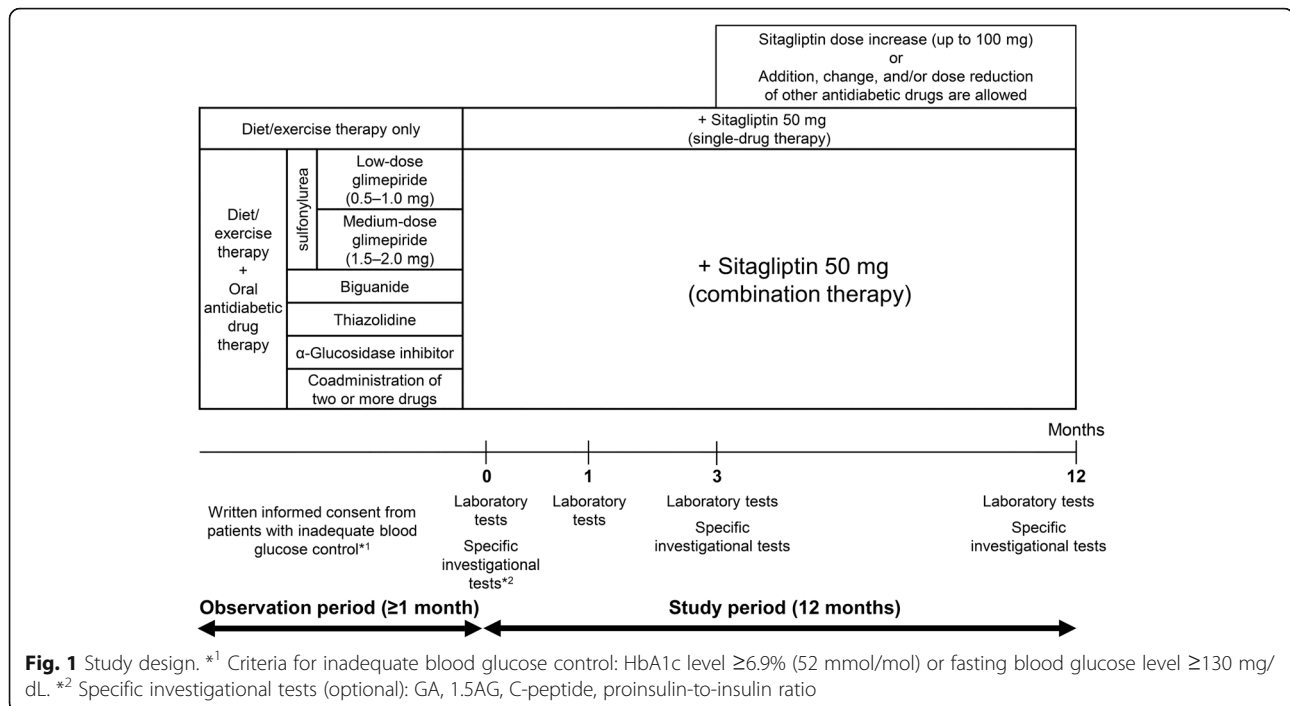 Sitagliptin dose increase (up to 100 mg)
or
Addition, change, and/or dose reduction
of other antidiabetic drugs are allowed
Diet/exercise therapy only
+ Sitagliptin 50 mg
(single-drug therapy)
Diet/
exercise
therapy
+
Oral
antidiabetic
drug
therapy
sulfonylurea
Low-dose
glimepiride
(0.5–1.0 mg)
Medium-dose
glimepiride
(1.5–2.0 mg)
Biguanide
Thiazolidine
α-Glucosidase inhibitor
Coadministration of
two or more drugs
+ Sitagliptin 50 mg
(combination therapy)
Months
0
1
3
12
Written informed consent from
patients with inadequate blood
glucose control*1
Laboratory
tests
Specific
investigational
tests*2
Laboratory
tests
Laboratory tests
Specific
investigational tests
Laboratory tests
Specific
investigational tests
Observation period (≥1 month)
Study period (12 months)
Fig. 1 Study design. *1 Criteria for inadequate blood glucose control: HbA1c level ≥6.9% (52 mmol/mol) or fasting blood glucose level ≥130 mg/
dL. *2 Specific investigational tests (optional): GA, 1.5AG, C-peptide, proinsulin-to-insulin ratio